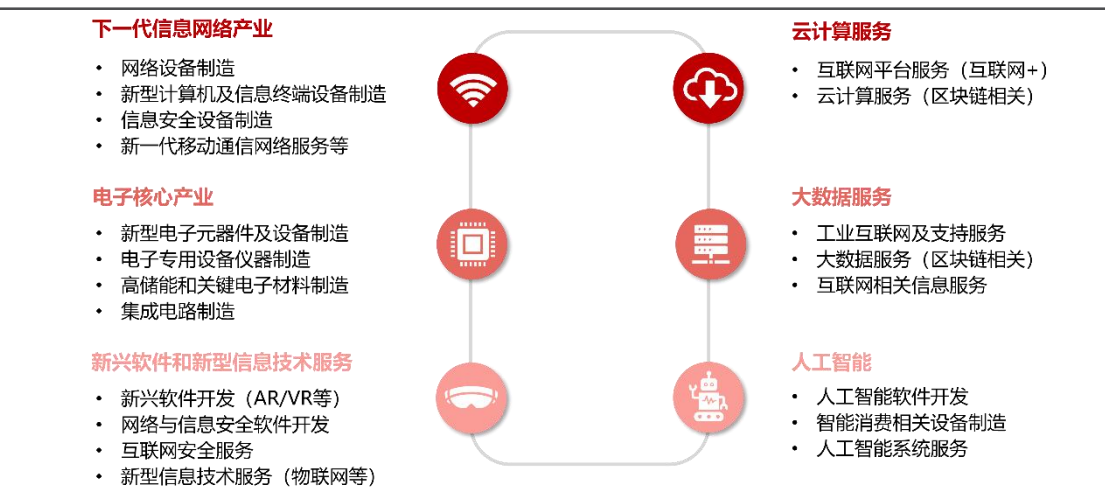 下一代信息网络产业
• 网络设备制造
• 新型计算机及信息终端设备制造
• 信息安全设备制造
• 新一代移动通信网络服务等
电子核心产业
• 新型电子元器件及设备制造
• 电子专用设备仪器制造
• 高储能和关键电子材料制造
• 集成电路制造
新兴软件和新型信息技术服务
• 新兴软件开发（AR/VR等）
• 网络与信息安全软件开发
• 互联网安全服务
• 新型信息技术服务（物联网等）
云计算服务
• 互联网平台服务（互联网+）
• 云计算服务（区块链相关）
大数据服务
• 工业互联网及支持服务
• 大数据服务（区块链相关）
• 互联网相关信息服务
人工智能
• 人工智能软件开发
• 智能消费相关设备制造
• 人工智能系统服务